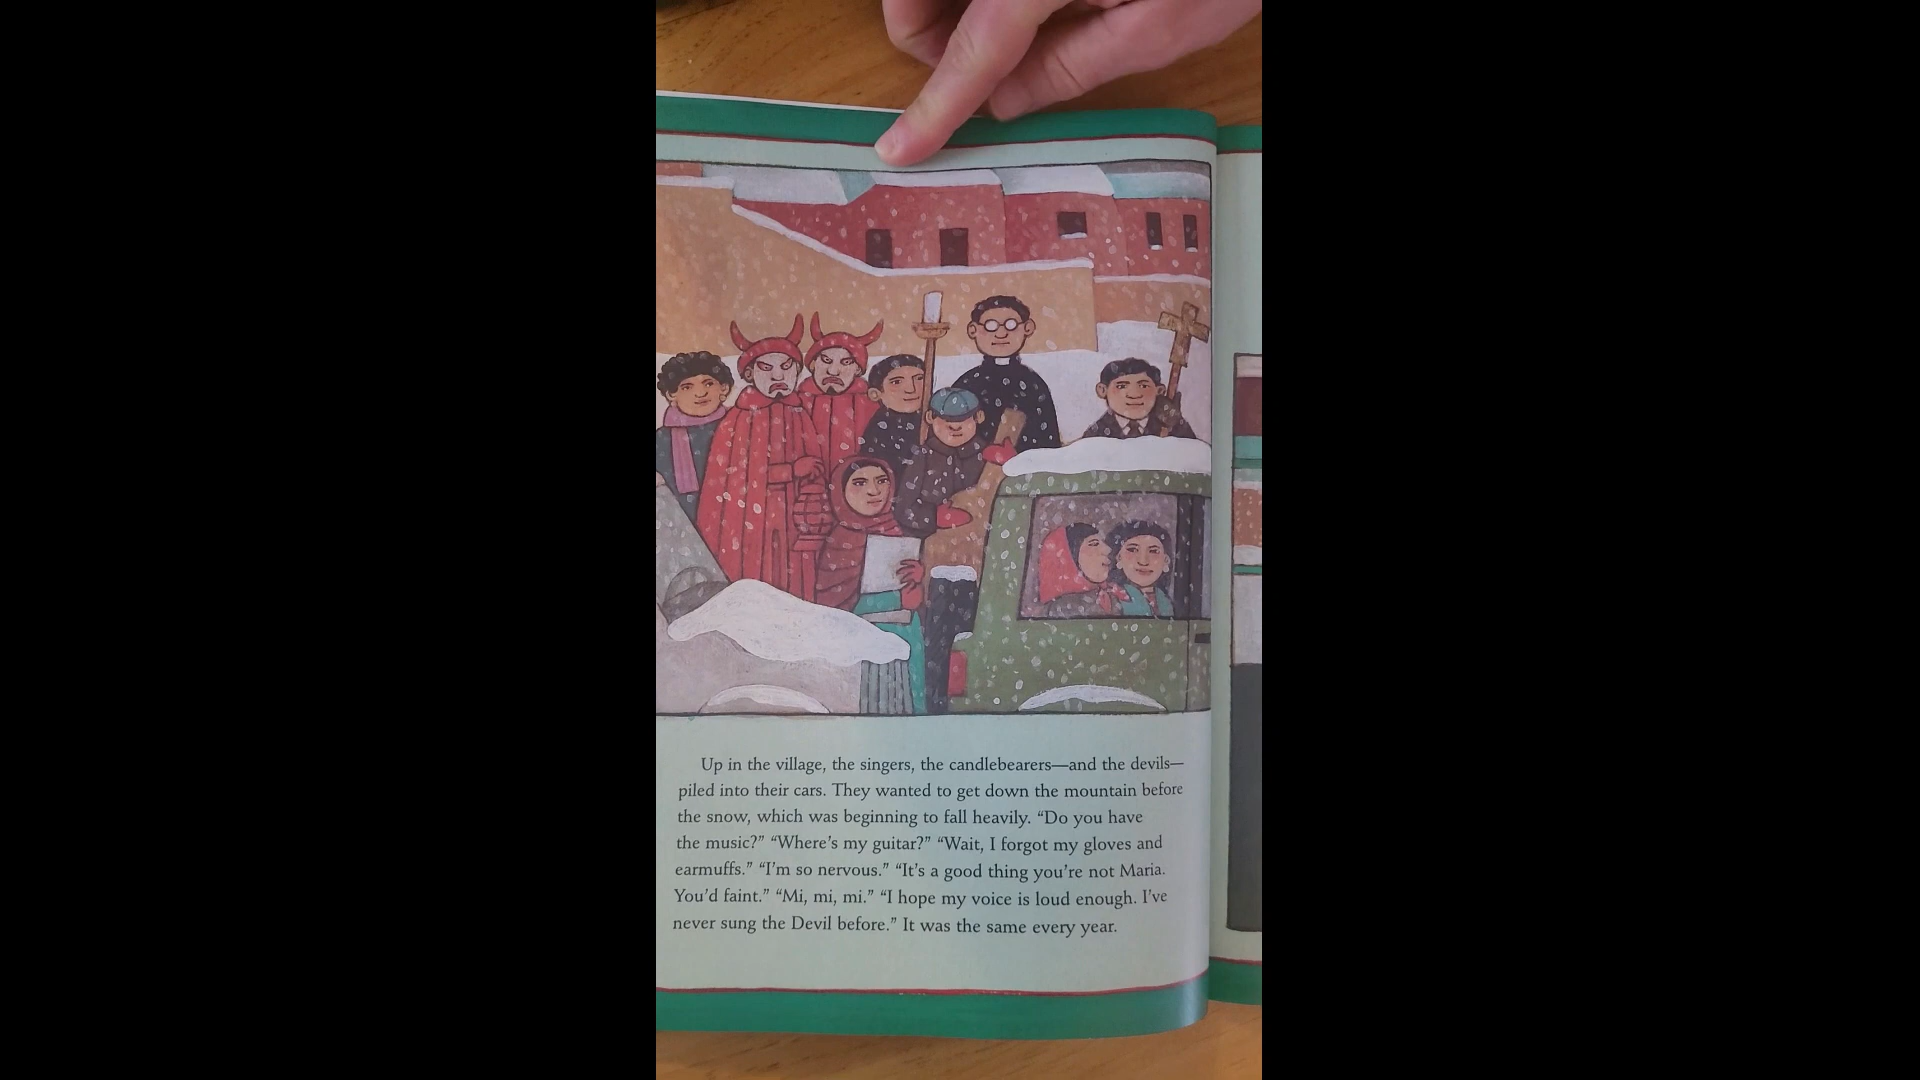 Up in the village, the singers, the candlebearers—and the devils—
piled into their cars. They wanted to get down the mountain before
the snow, which was beginning to fall heavily. “Do you have
the music?” “Where’s my guitar?” “Wait, I forgot my gloves and
earmuffs.” “I’m so nervous.” “It’s a good thing you’re not Maria.
You’d faint.” “Mi, mi, mi.” “I hope my voice is loud enough. I’ve
never sung the Devil before.” It was the same every year.